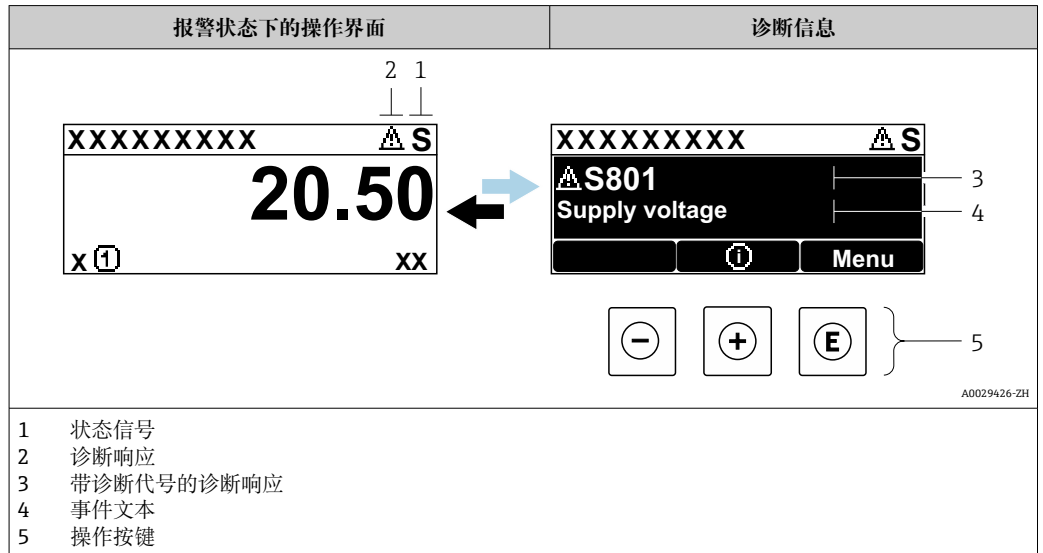 报警状态下的操作界面
诊断信息
2 1
XXXXXXXXX ⚠ S
20.50
x ① xx
XXXXXXXXX ⚠ S
⚠S801
Supply voltage
ⓘ Menu
3
4
− + E
5
A0029426-ZH
1 状态信号
2 诊断响应
3 带诊断代号的诊断响应
4 事件文本
5 操作按键